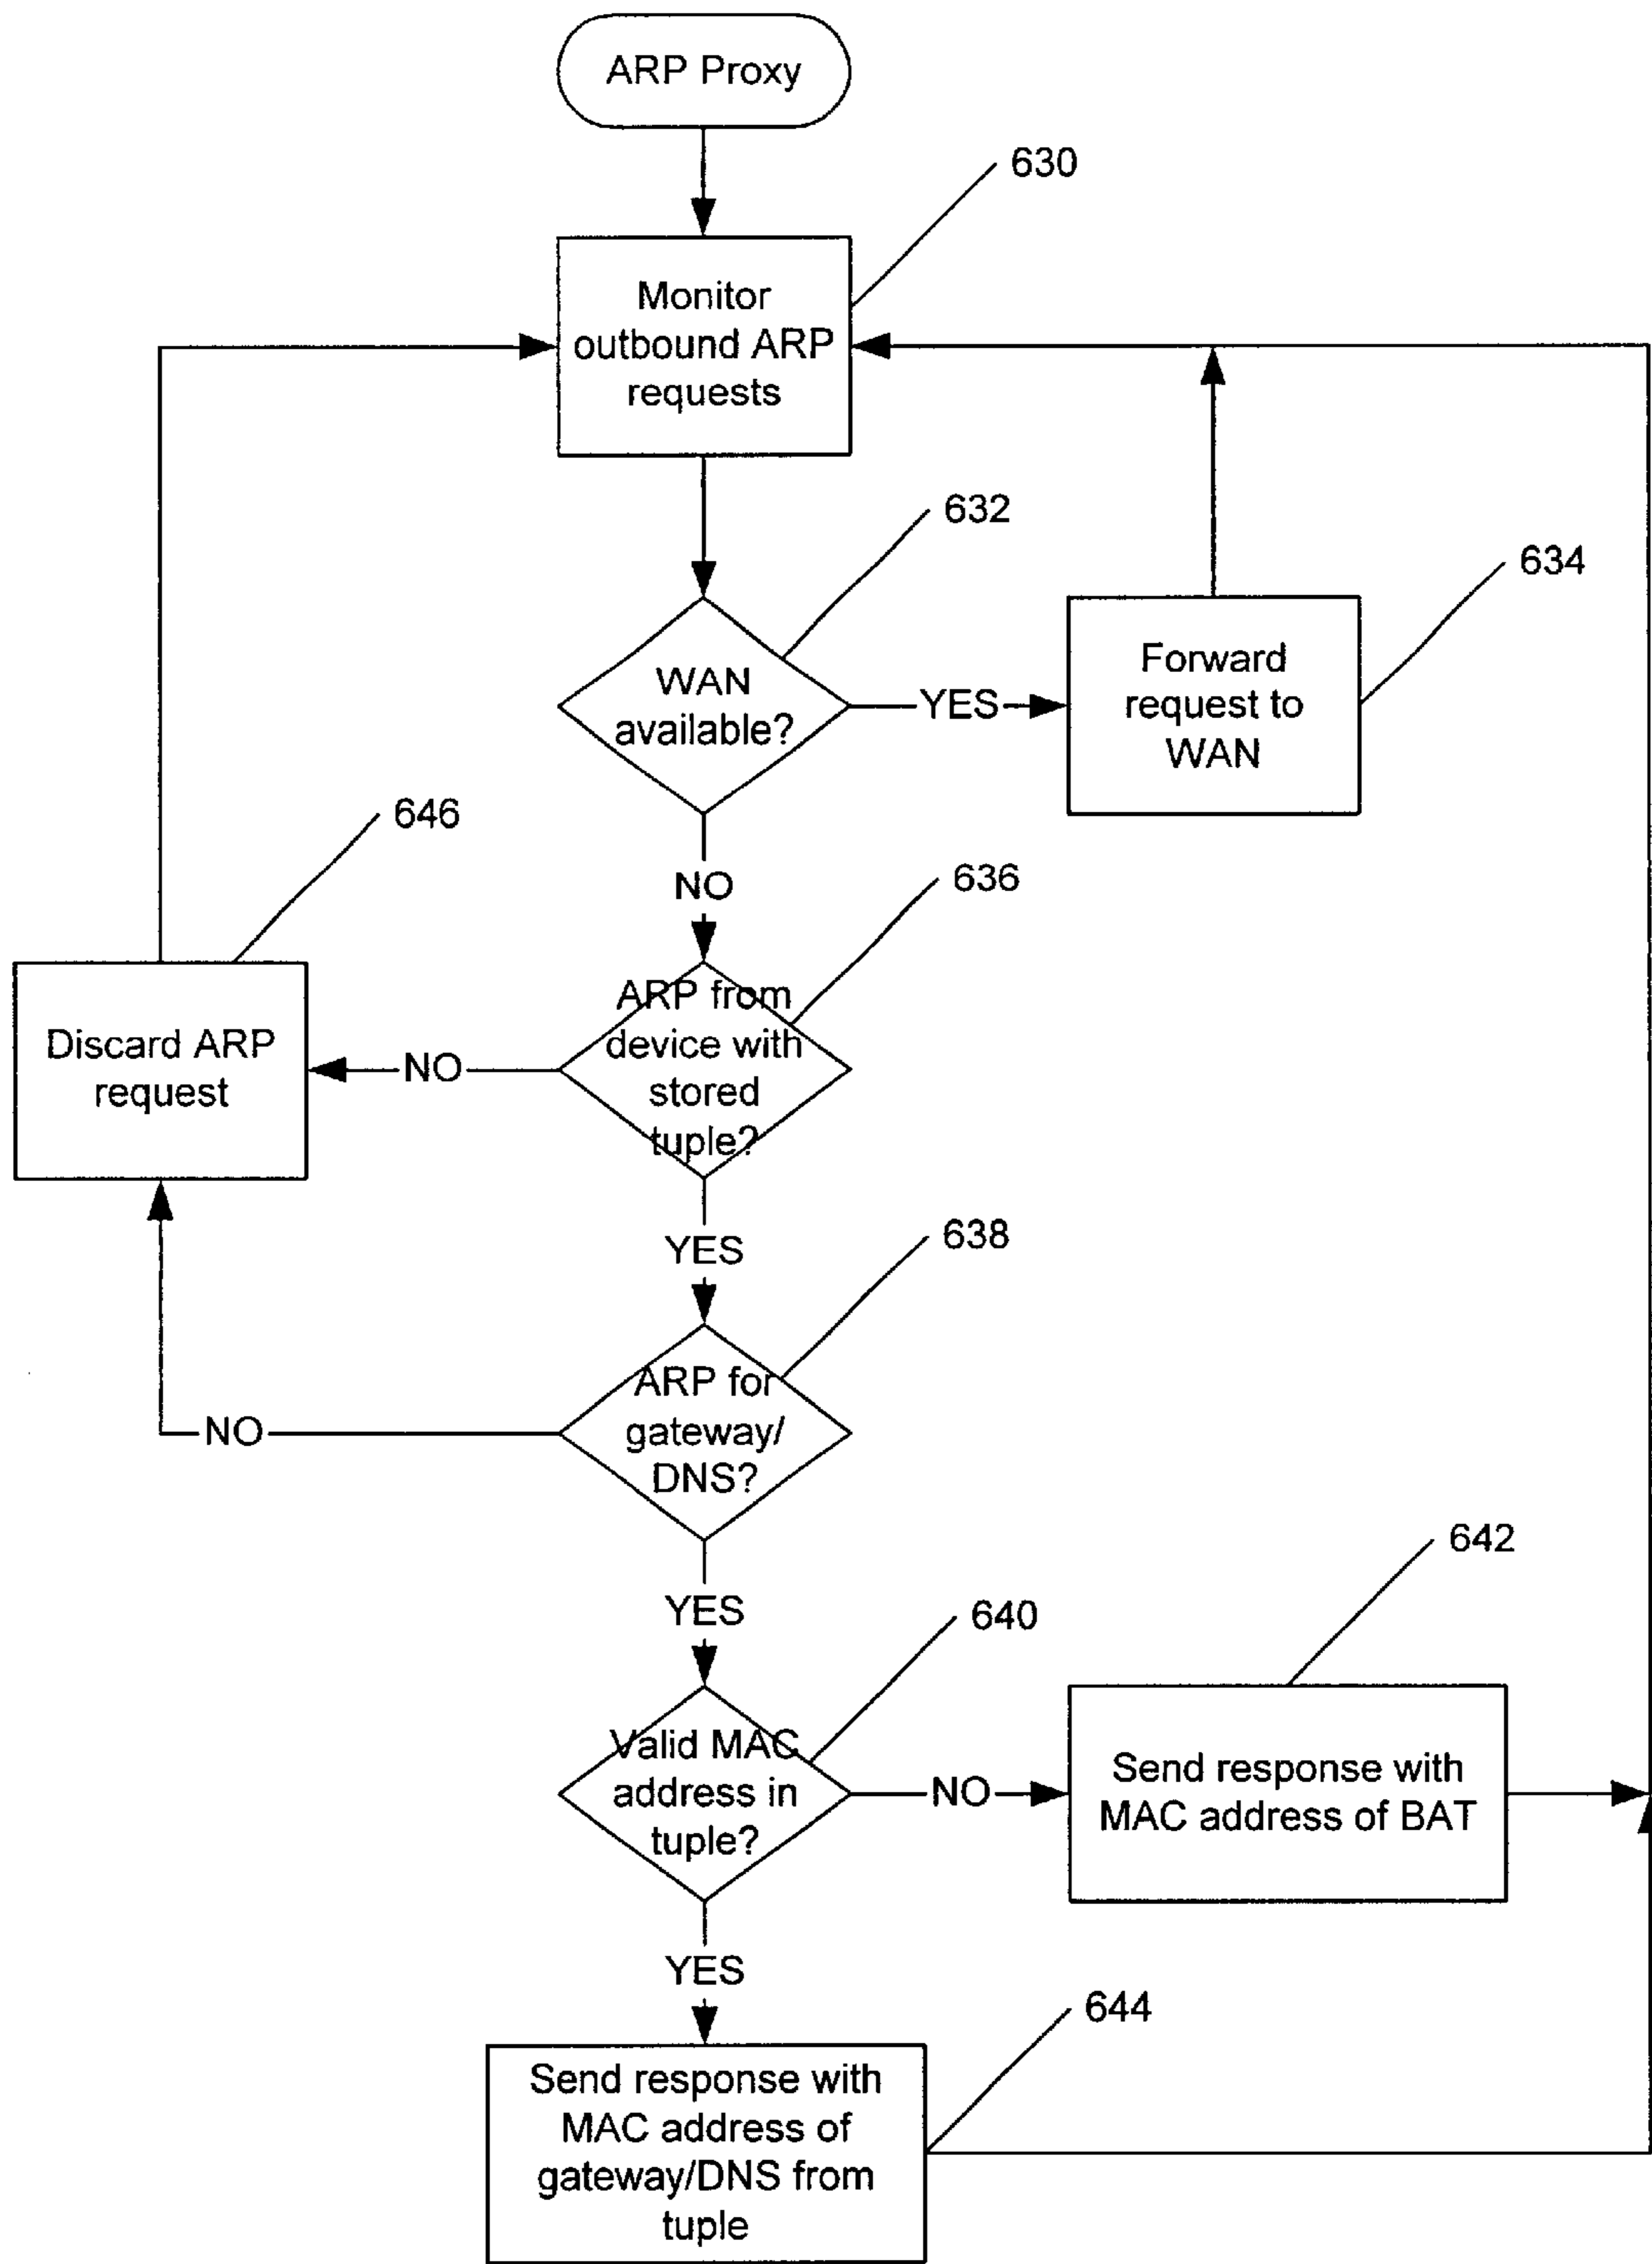 ARP Proxy
630
Monitor
outbound ARP
requests
632
634
WAN
available?
YES
Forward
request to
WAN
646
NO
636
Discard ARP
request
NO
ARP from
device with
stored
tuple?
YES
638
NO
ARP for
gateway/
DNS?
YES
640
642
Valid MAC
address in
tuple?
NO
Send response with
MAC address of BAT
YES
644
Send response with
MAC address of
gateway/DNS from
tuple